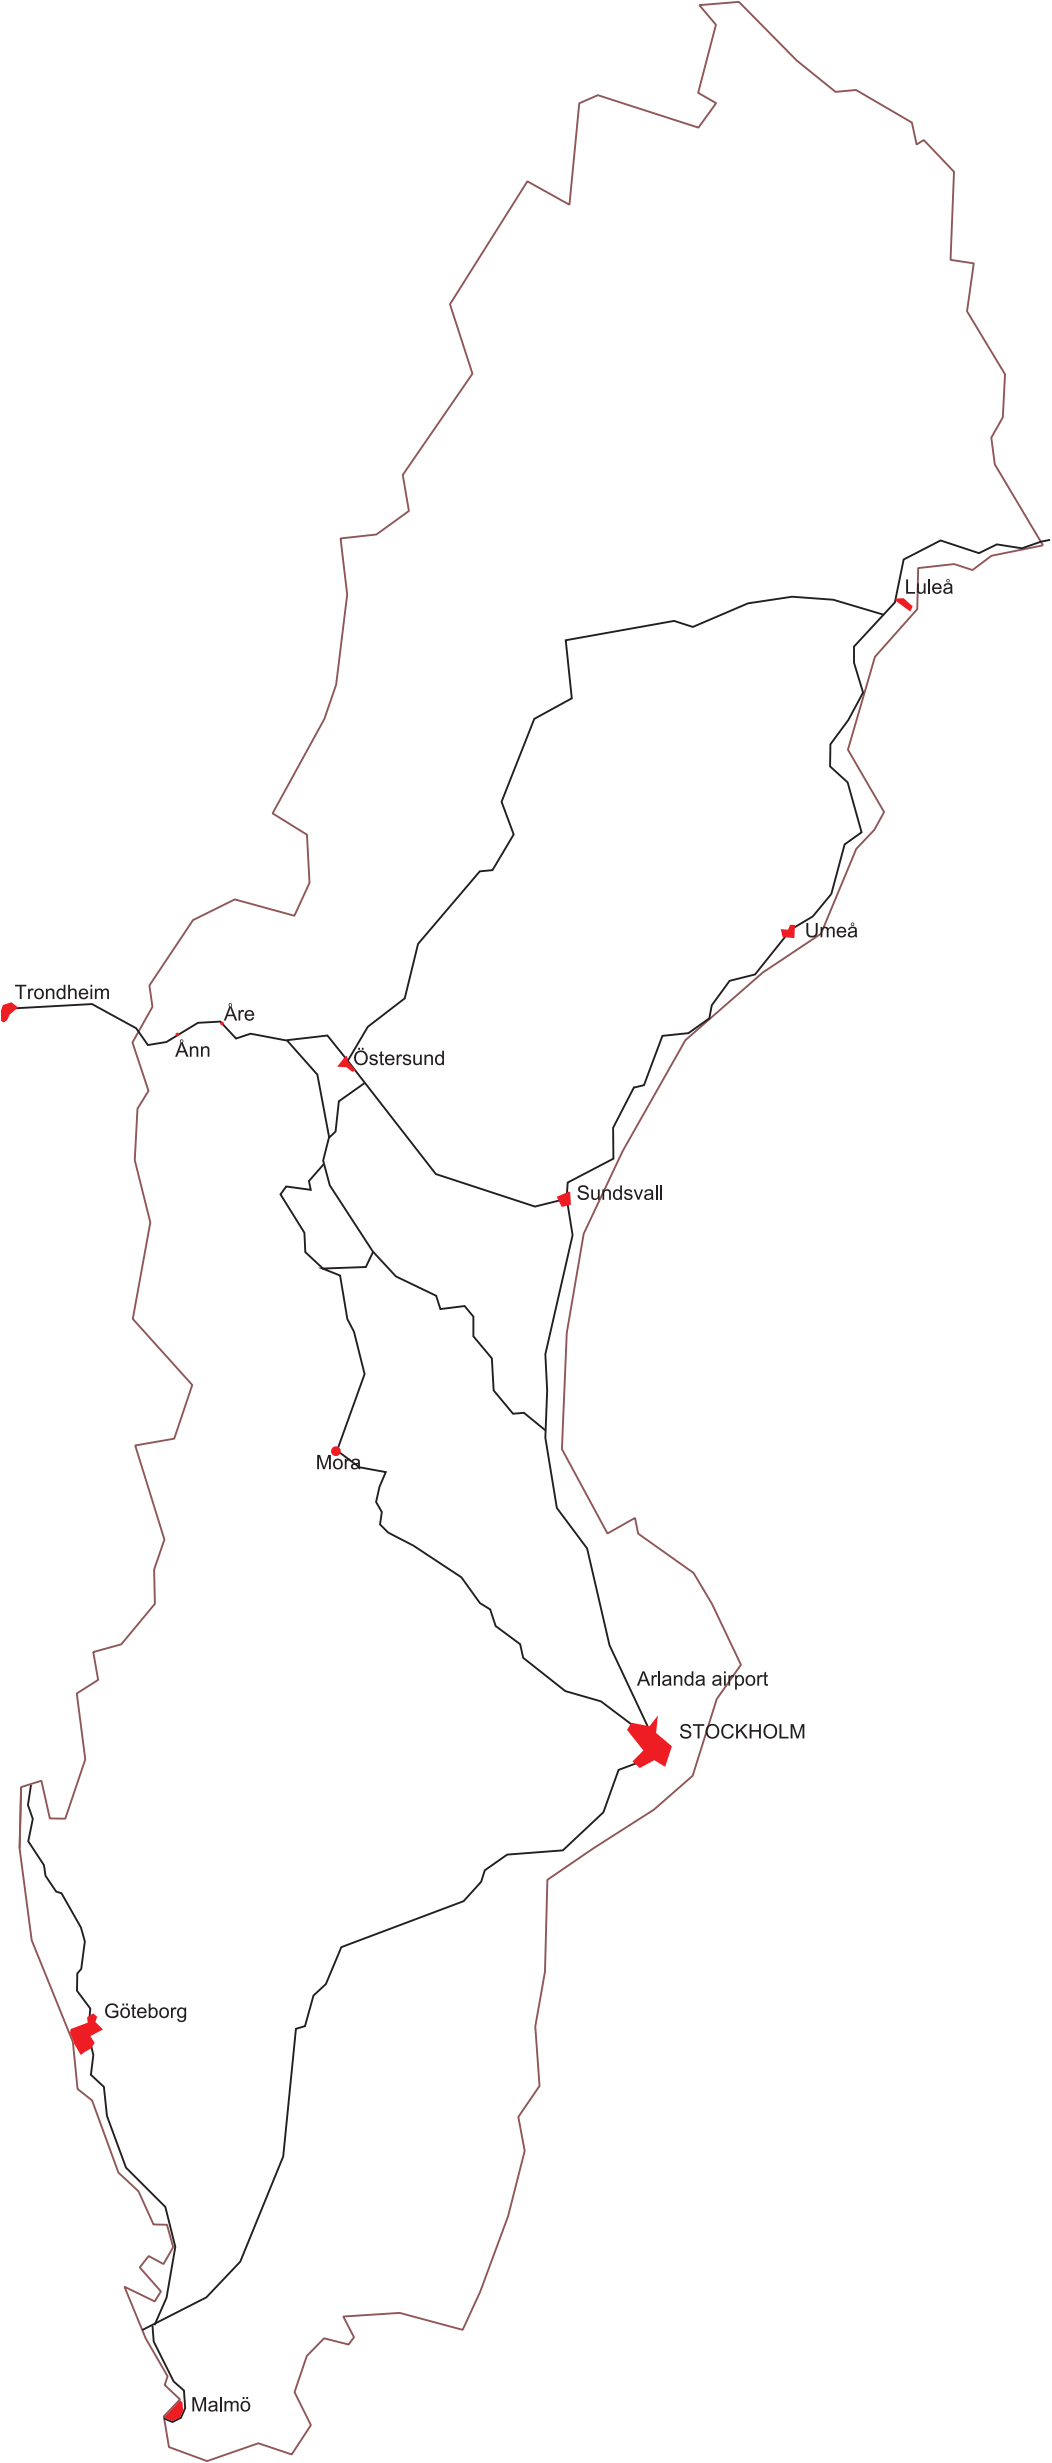 Luleå
Umeå
Trondheim
Åre
Ånn
Östersund
Sundsvall
Mora
Arlanda airport
STOCKHOLM
Göteborg
Malmö